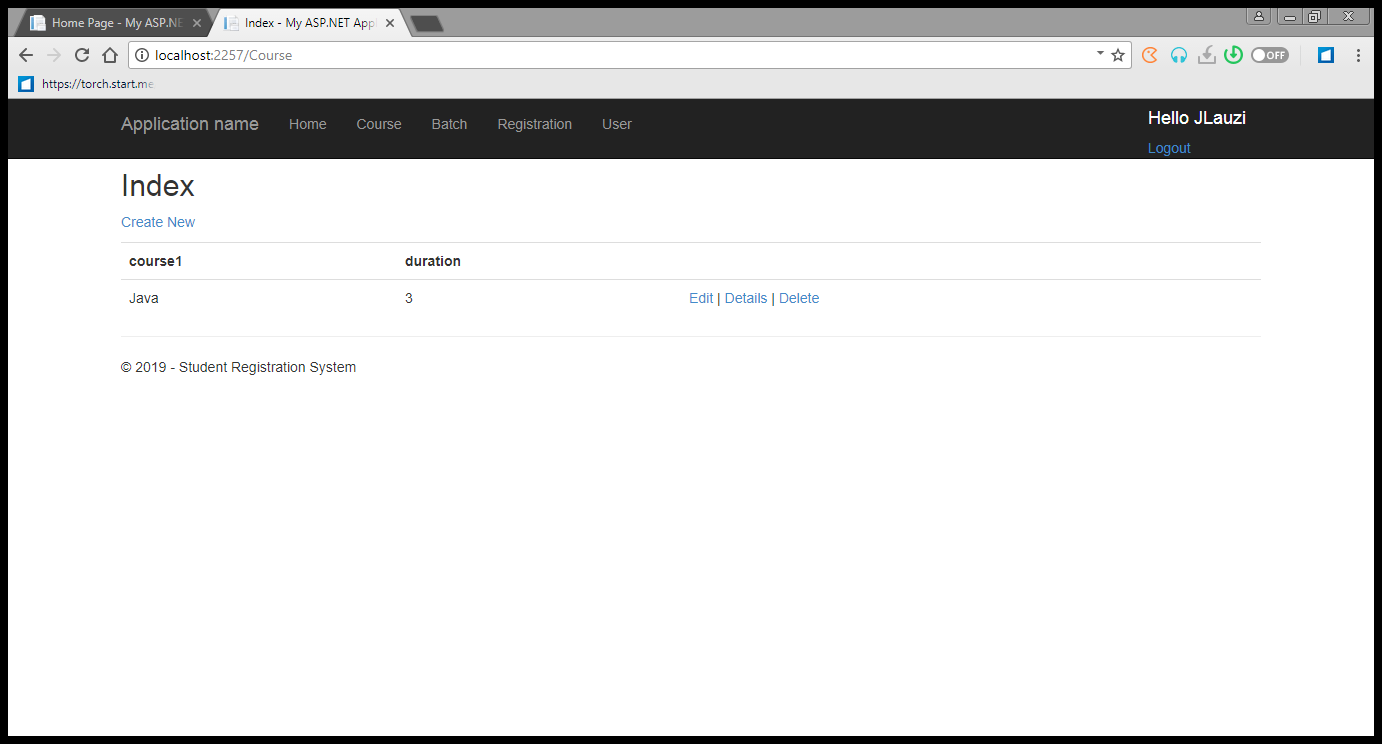 Home Page - My ASP.NE
Index - My ASP.NET Appl
localhost:2257/Course
OFF
https://torch.start.me
Application name Home Course Batch Registration User
Hello JLauzi
Logout
Index
Create New
course1 duration
Java 3 Edit | Details | Delete
© 2019 - Student Registration System